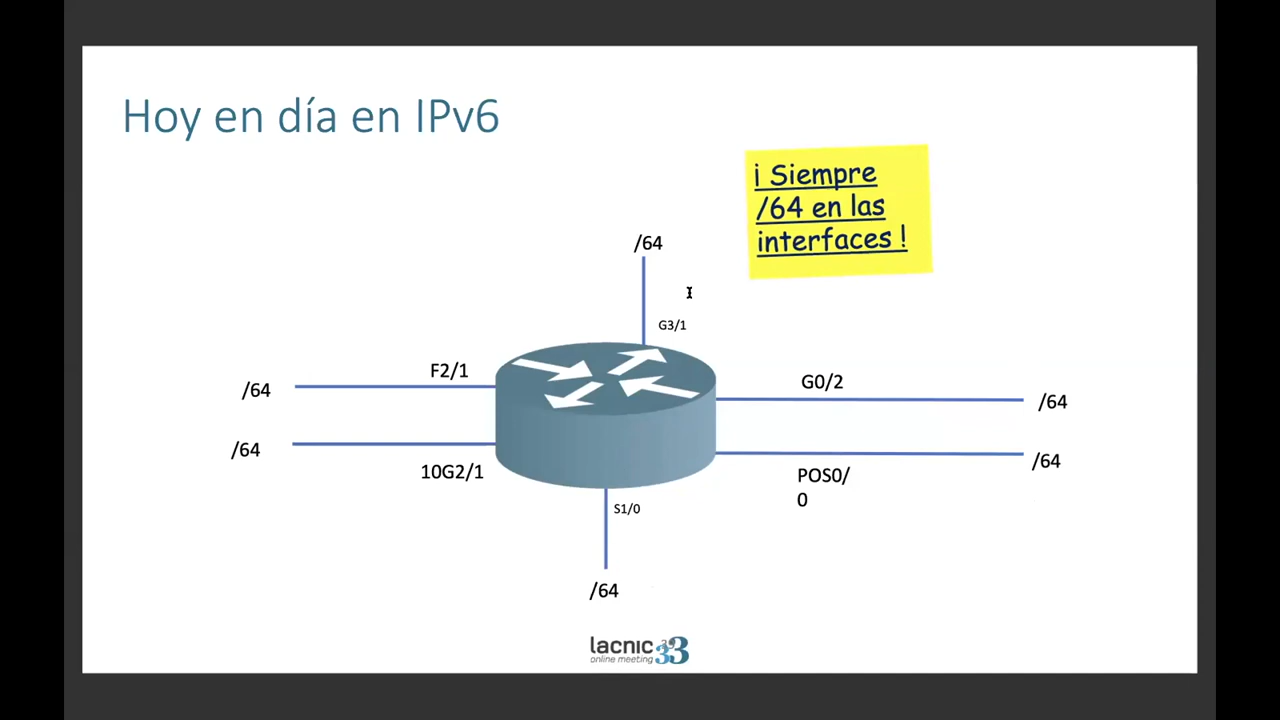 Hoy en día en IPv6
¡ Siempre
/64 en las
interfaces !
/64
G3/1
F2/1
/64
G0/2
/64
/64
10G2/1
POS0/
0
/64
S1/0
/64
lacnic 33
online meeting